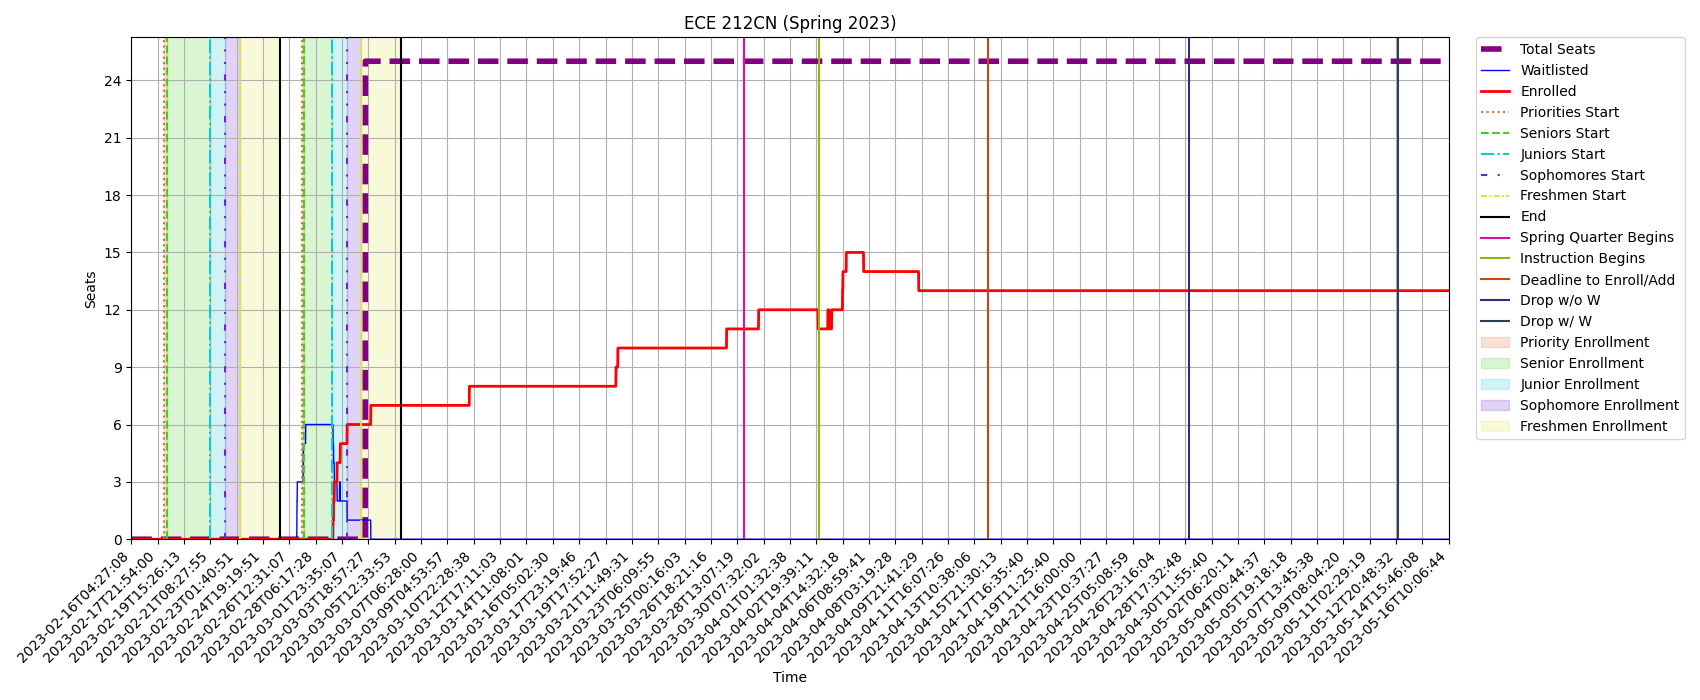 ECE 212CN (Spring 2023)
Seats
24
21
18
15
12
9
6
3
0
2023-02-16T04:27:08
2023-02-17T21:54:00
2023-02-19T15:26:13
2023-02-21T08:27:55
2023-02-23T01:40:51
2023-02-24T19:19:51
2023-02-26T12:31:07
2023-02-28T06:17:28
2023-03-01T23:35:07
2023-03-03T18:57:27
2023-03-05T12:33:53
2023-03-07T06:28:00
2023-03-09T04:53:57
2023-03-10T22:28:38
2023-03-12T17:11:03
2023-03-14T11:08:01
2023-03-16T05:02:30
2023-03-17T23:19:46
2023-03-19T17:52:27
2023-03-21T11:49:31
2023-03-23T06:09:55
2023-03-25T00:16:03
2023-03-26T18:21:16
2023-03-28T13:07:19
2023-03-30T07:32:02
2023-04-01T01:32:38
2023-04-02T19:39:11
2023-04-04T14:32:18
2023-04-06T08:59:41
2023-04-08T03:19:28
2023-04-09T21:41:29
2023-04-11T16:07:26
2023-04-13T10:38:06
2023-04-15T21:30:13
2023-04-17T16:35:40
2023-04-19T11:25:40
2023-04-21T16:00:00
2023-04-23T10:37:27
2023-04-25T05:08:59
2023-04-26T23:16:04
2023-04-28T17:32:48
2023-04-30T11:55:40
2023-05-02T06:20:11
2023-05-04T00:44:37
2023-05-05T19:18:18
2023-05-07T13:45:38
2023-05-09T08:04:20
2023-05-11T02:29:19
2023-05-12T20:48:32
2023-05-14T15:46:08
2023-05-16T10:06:44
Time
Total Seats
Waitlisted
Enrolled
Priorities Start
Seniors Start
Juniors Start
Sophomores Start
Freshmen Start
End
Spring Quarter Begins
Instruction Begins
Deadline to Enroll/Add
Drop w/o W
Drop w/ W
Priority Enrollment
Senior Enrollment
Junior Enrollment
Sophomore Enrollment
Freshmen Enrollment